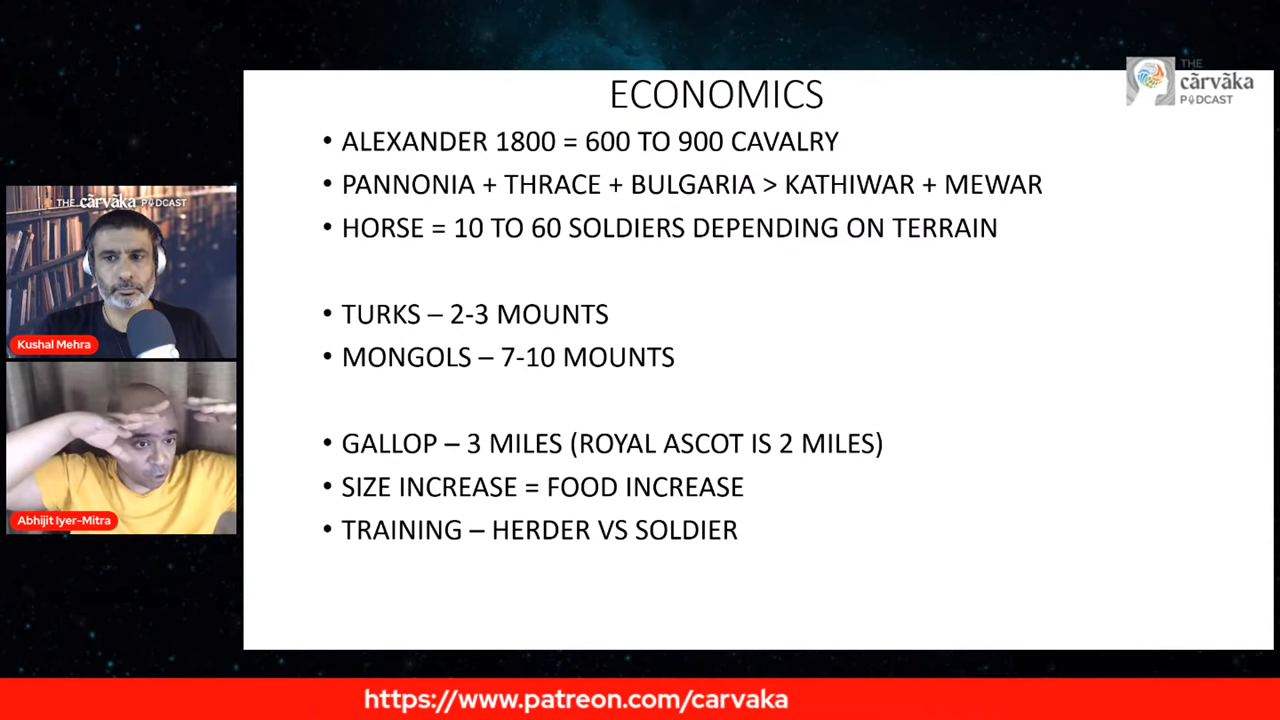 THE
cārvāka
PODCAST
ECONOMICS
• ALEXANDER 1800 = 600 TO 900 CAVALRY
• PANNONIA + THRACE + BULGARIA > KATHIWAR + MEWAR
• HORSE = 10 TO 60 SOLDIERS DEPENDING ON TERRAIN
• TURKS – 2-3 MOUNTS
• MONGOLS – 7-10 MOUNTS
• GALLOP – 3 MILES (ROYAL ASCOT IS 2 MILES)
• SIZE INCREASE = FOOD INCREASE
• TRAINING – HERDER VS SOLDIER
THE cārvāka PODCAST
Kushal Mehra
Abhijit Iyer-Mitra
https://www.patreon.com/carvaka